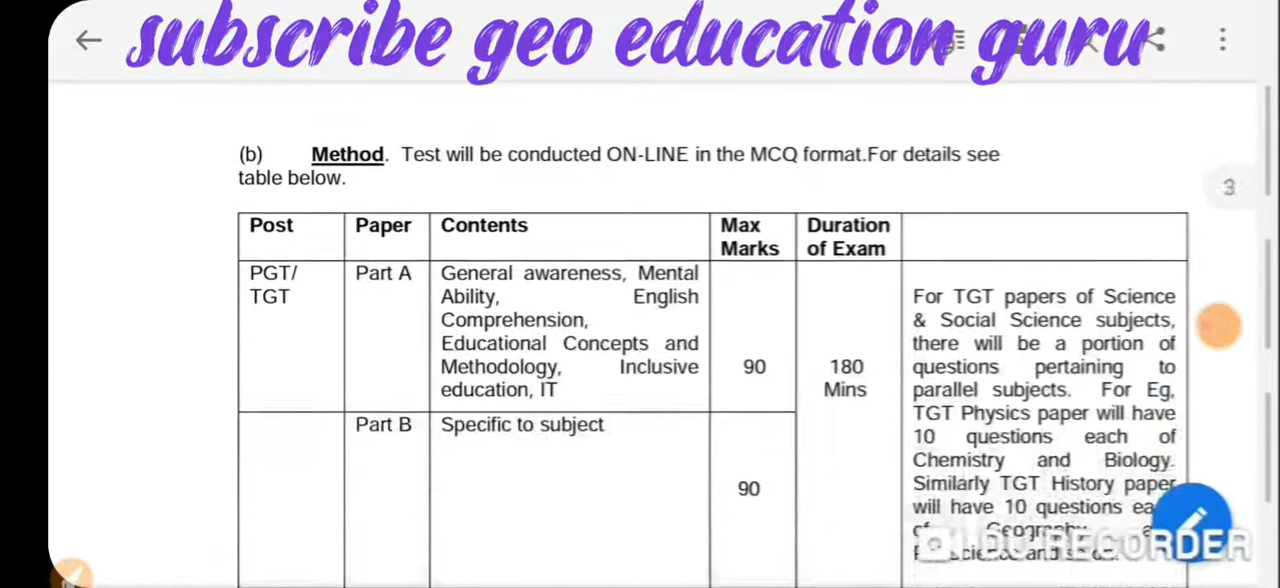 subscribe geo education guru
(b) Method. Test will be conducted ON-LINE in the MCQ format.For details see
table below.
3
Post Paper Contents Max Marks Duration of Exam
PGT/
TGT
Part A
General awareness, Mental
Ability, English
Comprehension,
Educational Concepts and
Methodology, Inclusive
education, IT
90
180
Mins
For TGT papers of Science
& Social Science subjects,
there will be a portion of
questions pertaining to
parallel subjects. For Eg,
TGT Physics paper will have
10 questions each of
Chemistry and Biology.
Similarly TGT History paper
will have 10 questions
Geography
Part B
Specific to subject
90
DU RECORDER